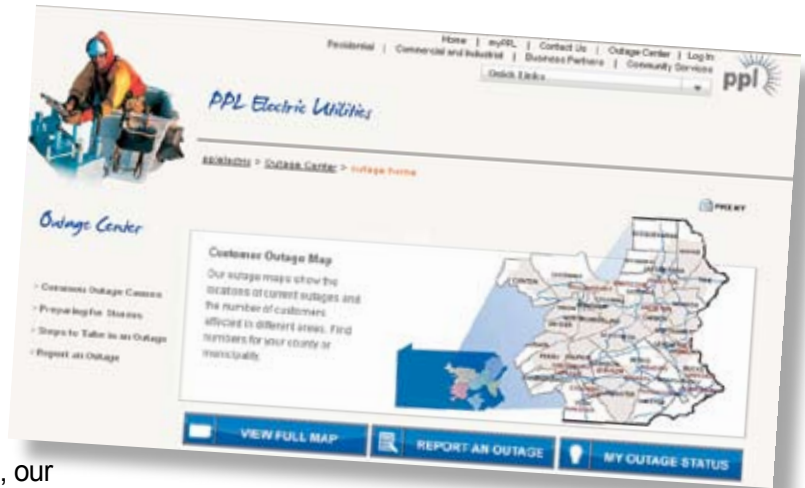 Home | myPPL | Contact Us | Outage Center | Log In
Residential | Commercial and Industrial | Business Partners | Community Services
Quick Links
ppl
PPL Electric Utilities
pplelectric > Outage Center > outage home
PRINT
Outage Center
Customer Outage Map
Our outage maps show the
locations of current outages and
the number of customers
affected in different areas. Find
numbers for your county or
municipality.
> Common Outage Causes
> Preparing for Storms
> Steps to Take in an Outage
> Report an Outage
VIEW FULL MAP
REPORT AN OUTAGE
MY OUTAGE STATUS
, our